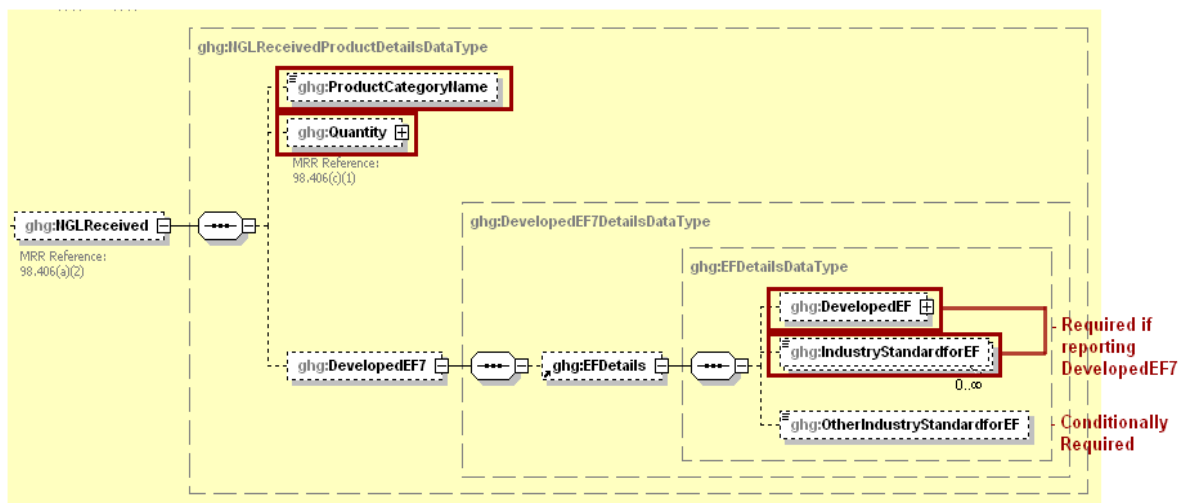 ghg:NGLReceivedProductDetailsDataType
ghg:ProductCategoryName
ghg:Quantity
MRR Reference:
98.406(c)(1)
ghg:NGLReceived
MRR Reference:
98.406(a)(2)
ghg:DevelopedEF7DetailsDataType
ghg:EFDetailsDataType
ghg:DevelopedEF
ghg:IndustryStandardforEF
0..∞
Required if
reporting
DevelopedEF7
ghg:DevelopedEF7
ghg:EFDetails
ghg:OtherIndustryStandardforEF
Conditionally
Required